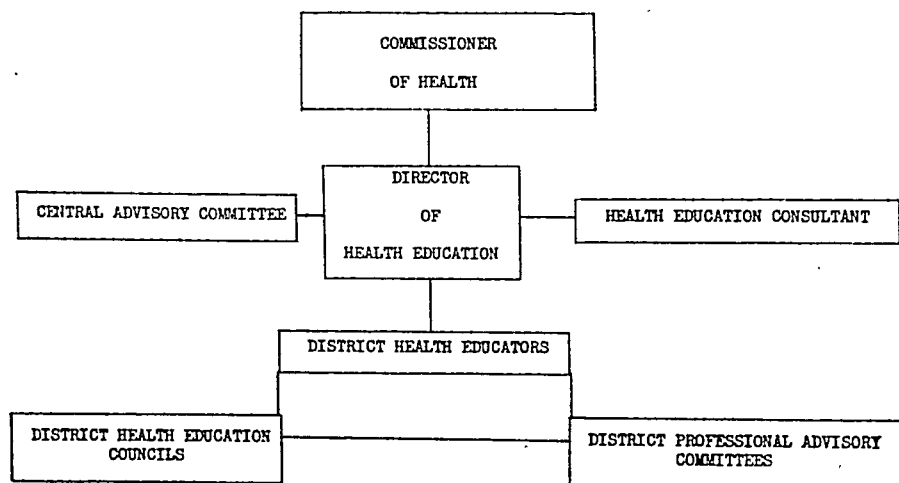 COMMISSIONER
OF HEALTH
DIRECTOR
OF
HEALTH EDUCATION
CENTRAL ADVISORY COMMITTEE
HEALTH EDUCATION CONSULTANT
DISTRICT HEALTH EDUCATORS
DISTRICT HEALTH EDUCATION
COUNCILS
DISTRICT PROFESSIONAL ADVISORY
COMMITTEES